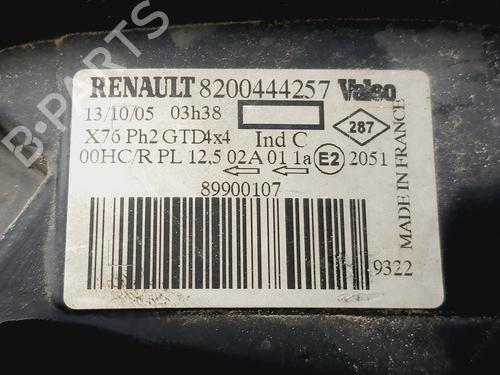 RENAULT 8200444257 Valeo
13/10/05 03h38
X76 Ph2 GTD4x4 Ind C
287
00HC/R PL 12,5 02A 01 1a E2 2051
89900107
9322
MADE IN FRANCE
B-PARTS